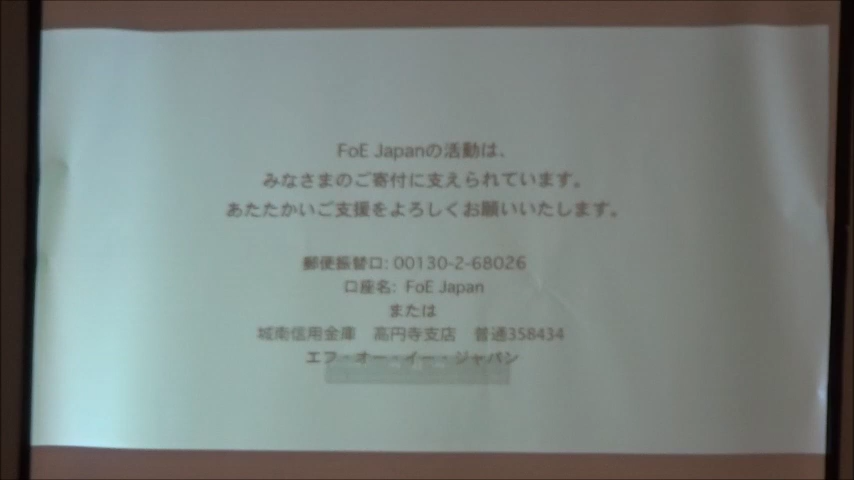 FoE Japanの活動は、
みなさまのご寄付に支えられています。
あたたかいご支援をよろしくお願いいたします。
郵便振替口: 00130-2-68026
口座名: FoE Japan
または
城南信用金庫　高円寺支店　普通358434
エフ・オー・イー・ジャパン